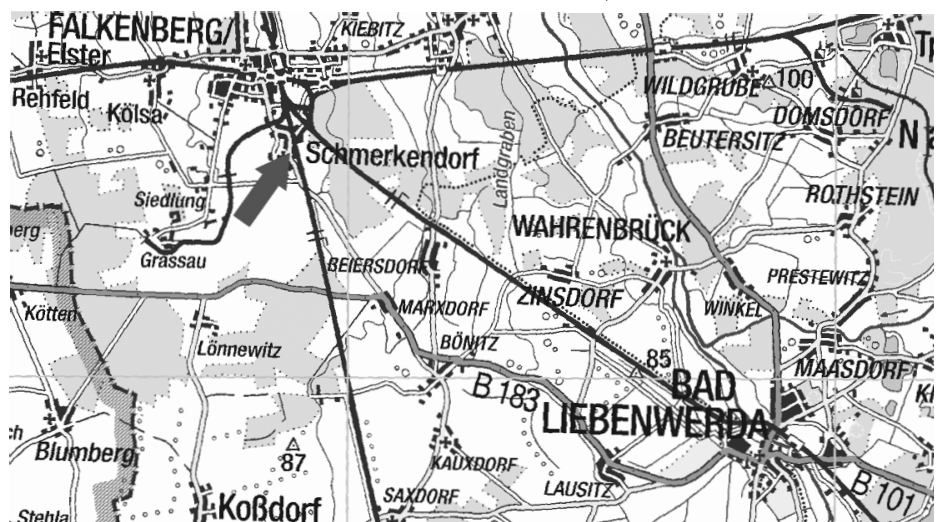 FALKENBERG/
Elster
KIEBITZ
Rehfeld
Kölsa
WILDGRUBE
100
DOMSDORF
BEUTERSITZ
Schmerkendorf
Landgraben
Siedlung
ROTHSTEIN
WAHRENBRÜCK
Grassau
BEIERSDORF
ZINSDORF
PRESTEWITZ
Kötten
MARXDORF
WINKEL
Lönnewitz
BÖNITZ
85
MAASDORF
B 183
BAD
LIEBENWERDA
Blumberg
87
KAUXDORF
LAUSITZ
B 101
SAXDORF
Koßdorf
Stehla